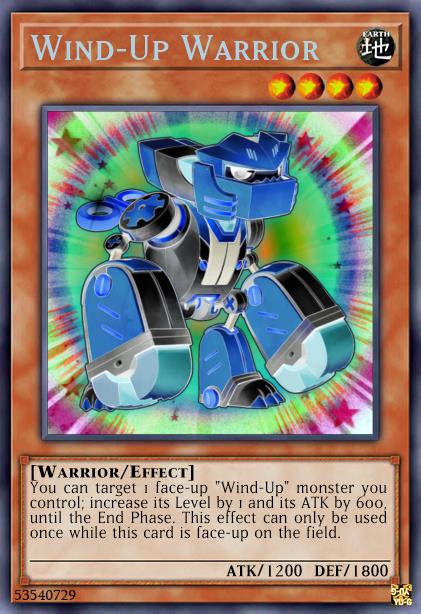 Wind-Up Warrior
EARTH
地
[Warrior/Effect]
You can target 1 face-up "Wind-Up" monster you
control; increase its Level by 1 and its ATK by 600,
until the End Phase. This effect can only be used
once while this card is face-up on the field.
ATK/1200 DEF/1800
53540729